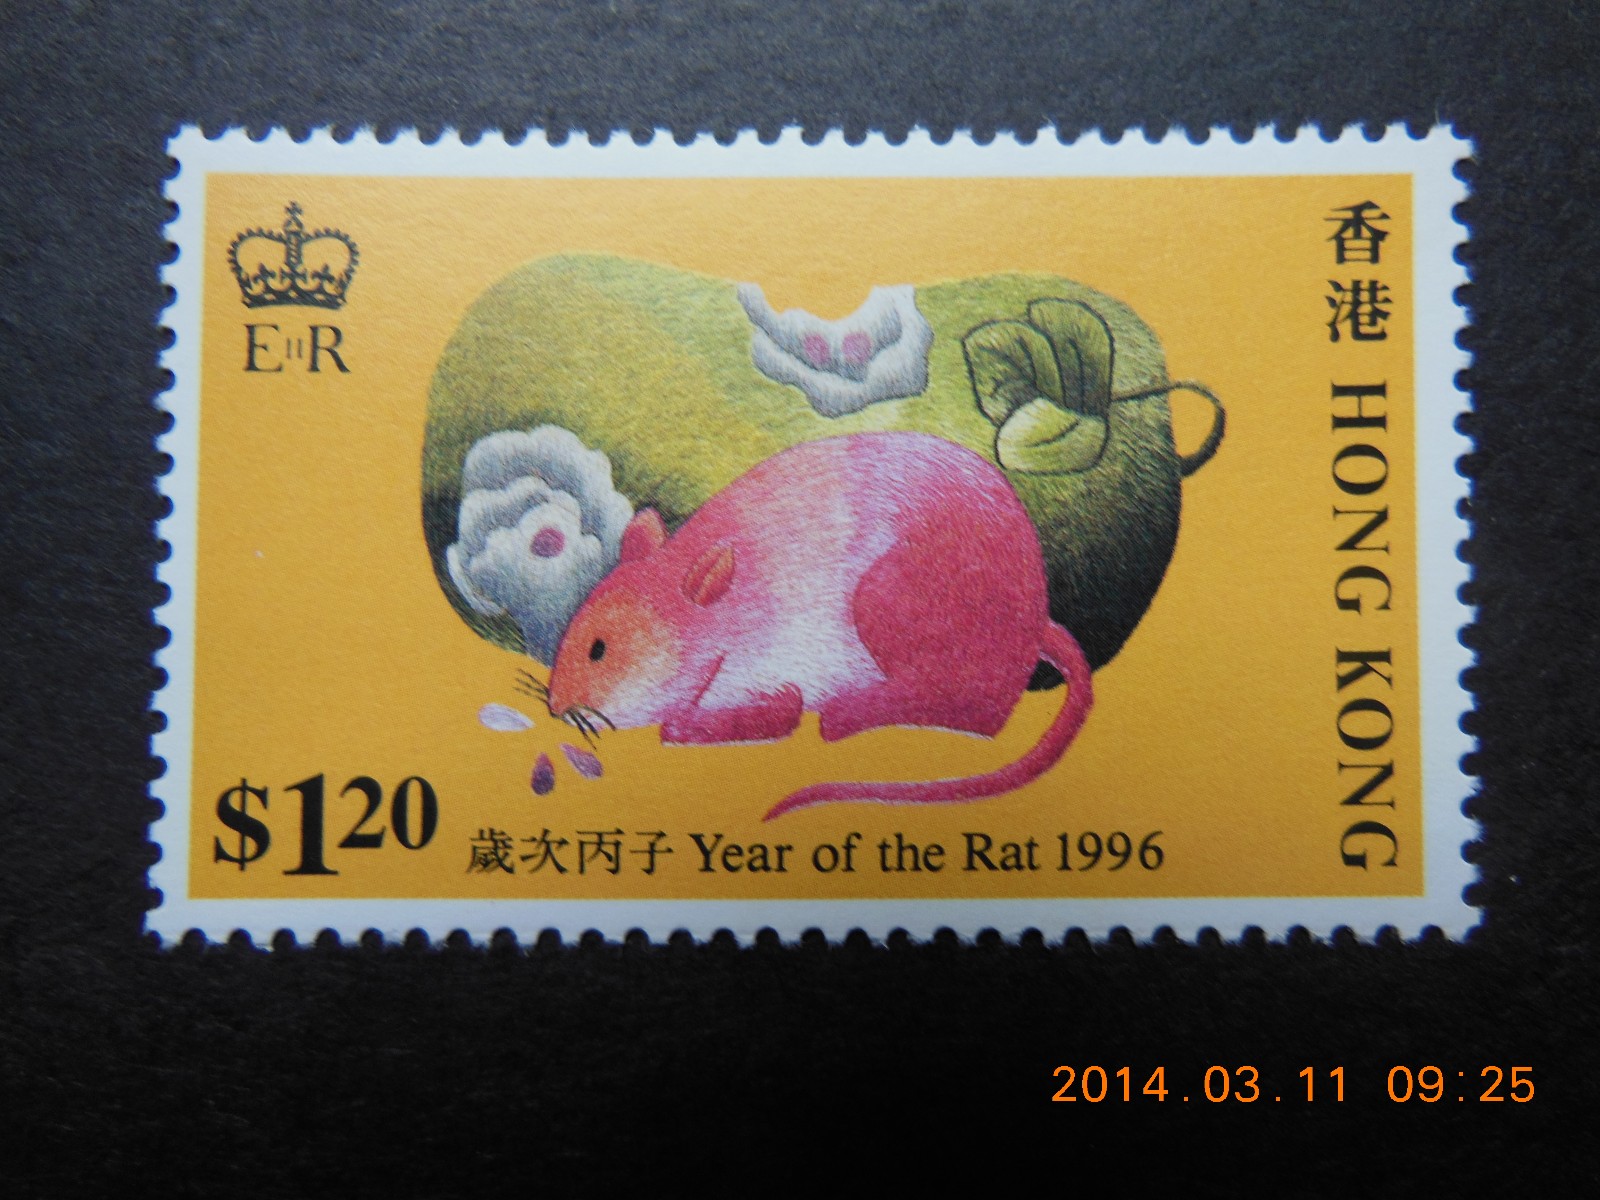 EIIR
香港 HONG KONG
$1.20
歲次丙子 Year of the Rat 1996
2014.03.11 09:25